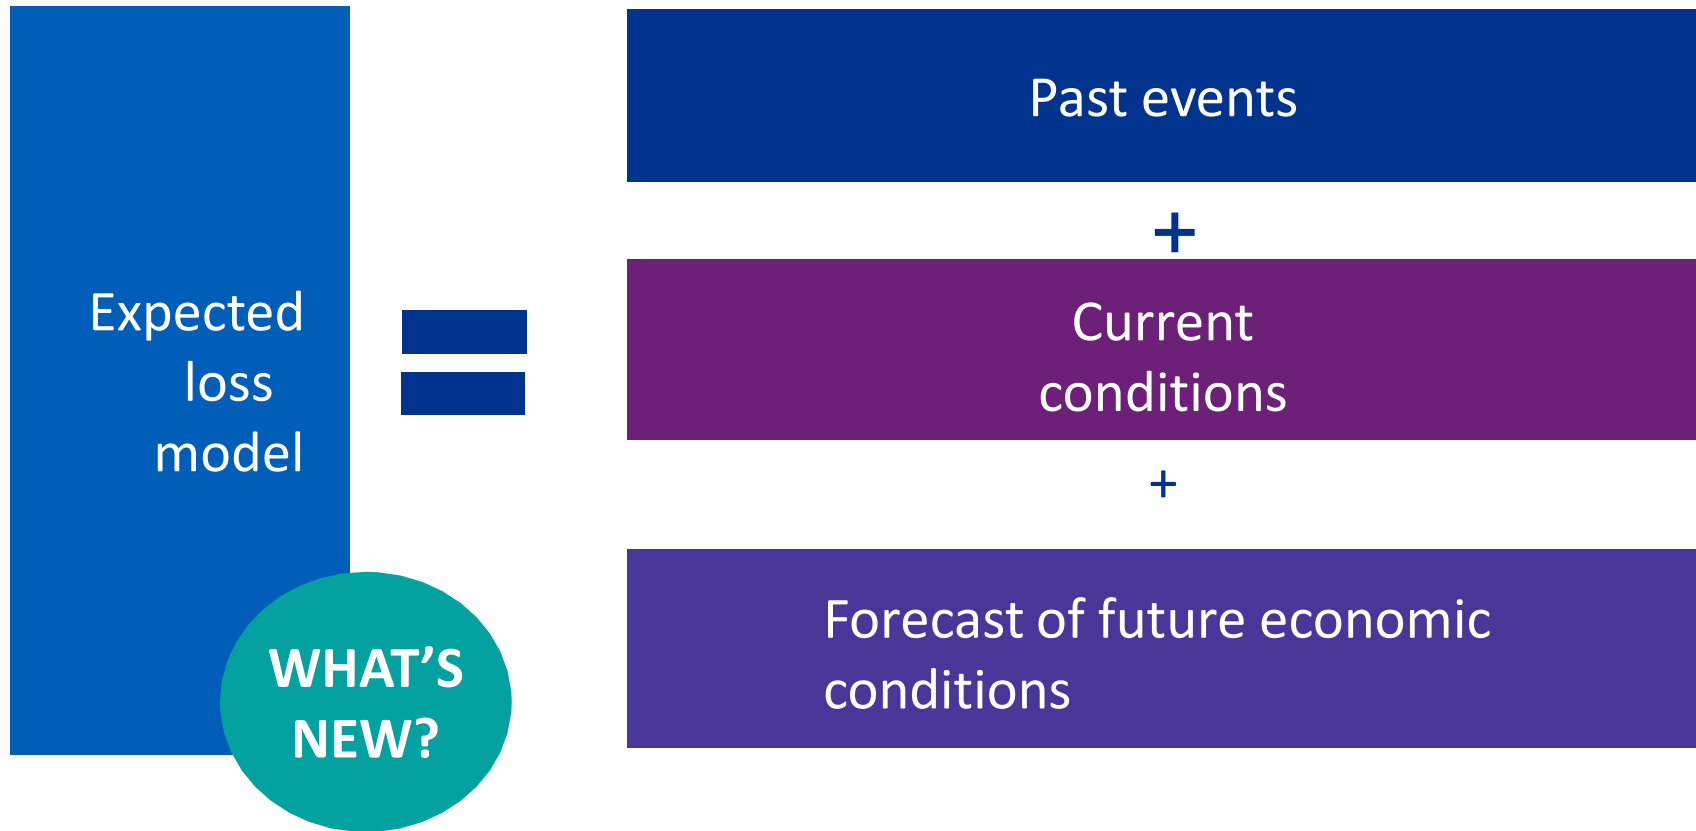 Expected
loss
model
WHAT’S
NEW?
Past events
+
Current
conditions
+
Forecast of future economic
conditions